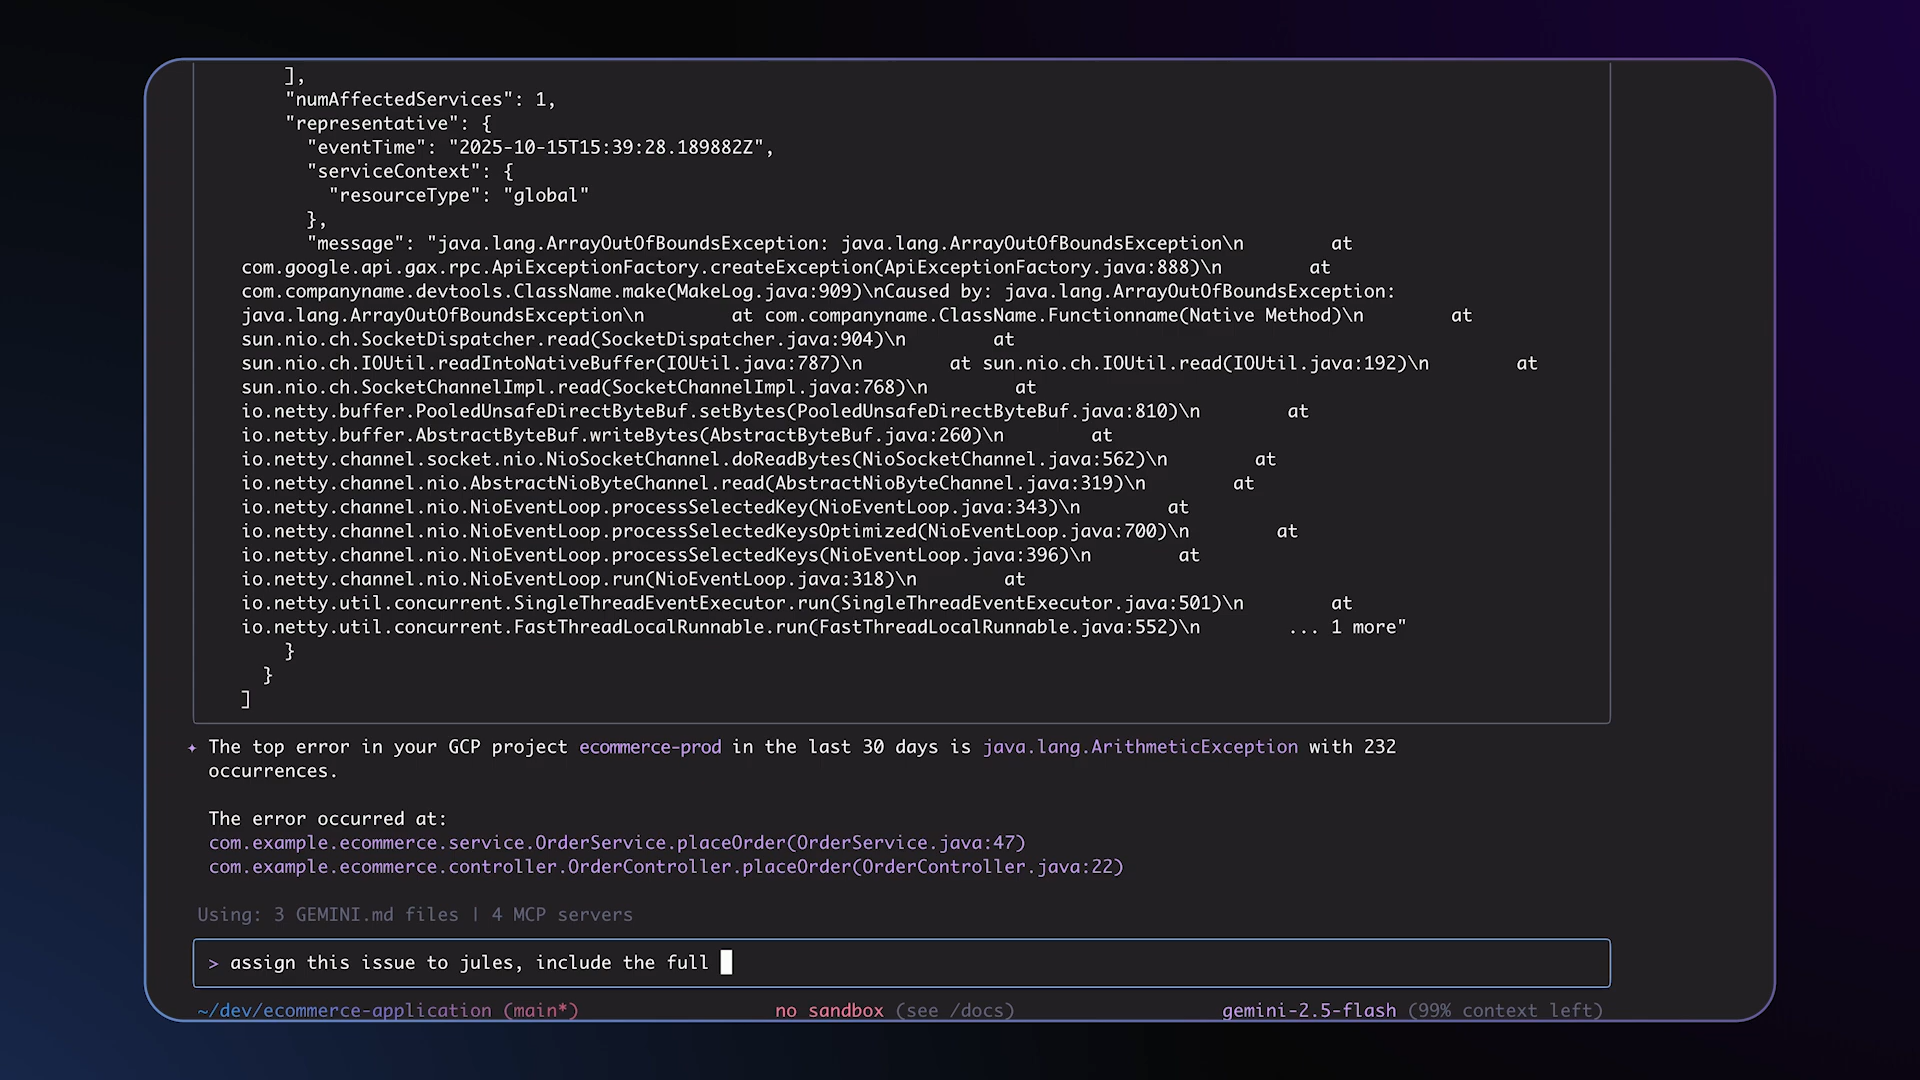 ],
"numAffectedServices": 1,
"representative": {
"eventTime": "2025-10-15T15:39:28.189882Z",
"serviceContext": {
"resourceType": "global"
},
"message": "java.lang.ArrayOutOfBoundsException: java.lang.ArrayOutOfBoundsException\n        at
com.google.api.gax.rpc.ApiExceptionFactory.createException(ApiExceptionFactory.java:888)\n        at
com.companyname.devtools.ClassName.make(MakeLog.java:909)\nCaused by: java.lang.ArrayOutOfBoundsException:
java.lang.ArrayOutOfBoundsException\n        at com.companyname.ClassName.Functionname(Native Method)\n        at
sun.nio.ch.SocketDispatcher.read(SocketDispatcher.java:904)\n        at
sun.nio.ch.IOUtil.readIntoNativeBuffer(IOUtil.java:787)\n        at sun.nio.ch.IOUtil.read(IOUtil.java:192)\n        at
sun.nio.ch.SocketChannelImpl.read(SocketChannelImpl.java:768)\n        at
io.netty.buffer.PooledUnsafeDirectByteBuf.setBytes(PooledUnsafeDirectByteBuf.java:810)\n        at
io.netty.buffer.AbstractByteBuf.writeBytes(AbstractByteBuf.java:260)\n        at
io.netty.channel.socket.nio.NioSocketChannel.doReadBytes(NioSocketChannel.java:562)\n        at
io.netty.channel.nio.AbstractNioByteChannel.read(AbstractNioByteChannel.java:319)\n        at
io.netty.channel.nio.NioEventLoop.processSelectedKey(NioEventLoop.java:343)\n        at
io.netty.channel.nio.NioEventLoop.processSelectedKeysOptimized(NioEventLoop.java:700)\n        at
io.netty.channel.nio.NioEventLoop.processSelectedKeys(NioEventLoop.java:396)\n        at
io.netty.channel.nio.NioEventLoop.run(NioEventLoop.java:318)\n        at
io.netty.util.concurrent.SingleThreadEventExecutor.run(SingleThreadEventExecutor.java:501)\n        at
io.netty.util.concurrent.FastThreadLocalRunnable.run(FastThreadLocalRunnable.java:552)\n        ... 1 more"
}
}
]
✦ The top error in your GCP project ecommerce-prod in the last 30 days is java.lang.ArithmeticException with 232
occurrences.
The error occurred at:
com.example.ecommerce.service.OrderService.placeOrder(OrderService.java:47)
com.example.ecommerce.controller.OrderController.placeOrder(OrderController.java:22)
Using: 3 GEMINI.md files | 4 MCP servers
> assign this issue to jules, include the full
~/dev/ecommerce-application (main*) no sandbox (see /docs) gemini-2.5-flash (99% context left)